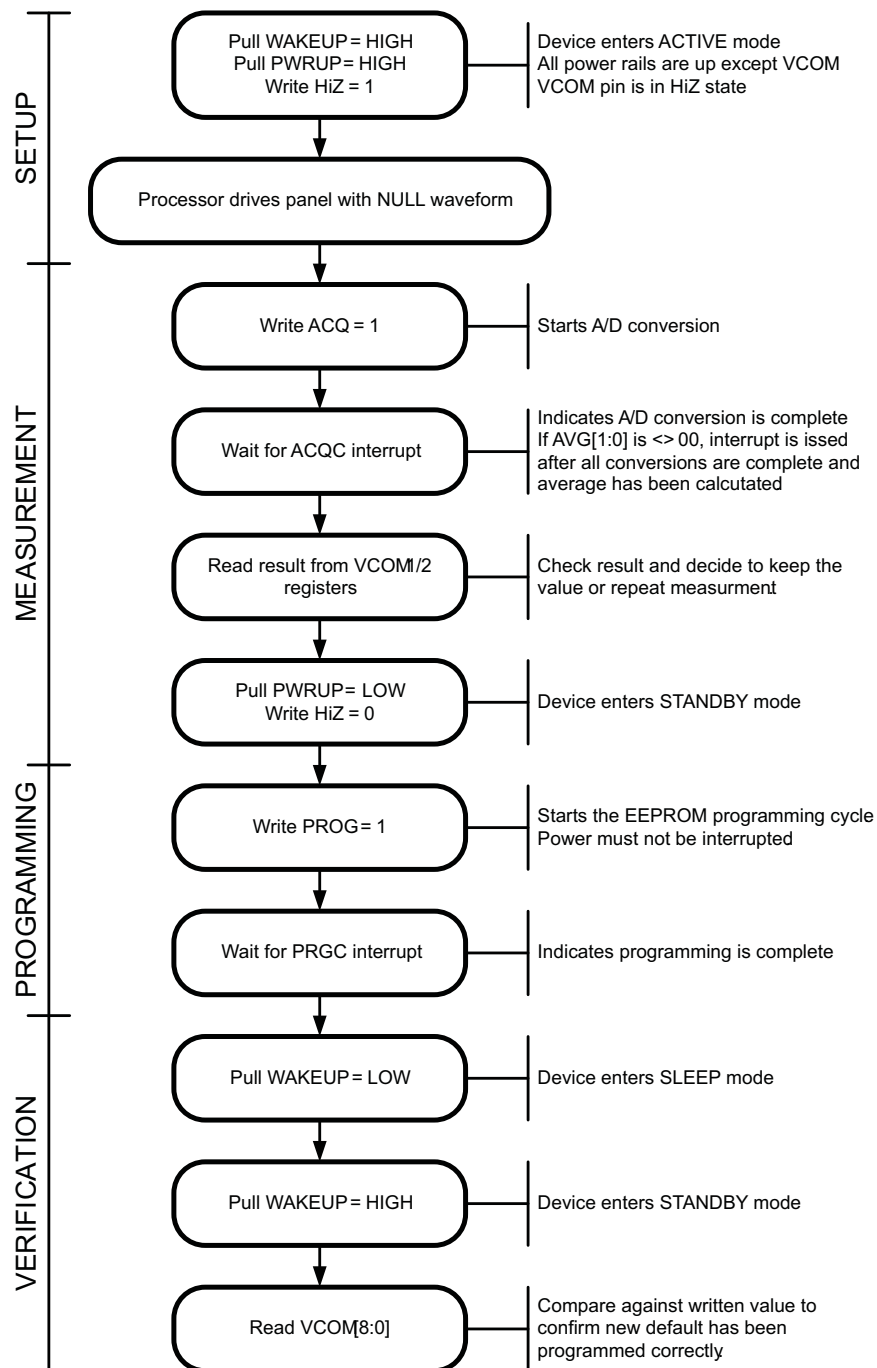 SETUP
Pull WAKEUP = HIGH
Pull PWRUP = HIGH
Write HiZ = 1
Device enters ACTIVE mode
All power rails are up except VCOM
VCOM pin is in HiZ state
Processor drives panel with NULL waveform
MEASUREMENT
Write ACQ = 1
Starts A/D conversion
Wait for ACQC interrupt
Indicates A/D conversion is complete
If AVG[1:0] is <> 00, interrupt is issed
after all conversions are complete and
average has been calcutated
Read result from VCOM1/2
registers
Check result and decide to keep the
value or repeat measurment.
Pull PWRUP = LOW
Write HiZ = 0
Device enters STANDBY mode
PROGRAMMING
Write PROG = 1
Starts the EEPROM programming cycle
Power must not be interrupted.
Wait for PRGC interrupt
Indicates programming is complete
VERIFICATION
Pull WAKEUP = LOW
Device enters SLEEP mode
Pull WAKEUP = HIGH
Device enters STANDBY mode
Read VCOM[8:0]
Compare against written value to
confirm new default has been
programmed correctly.